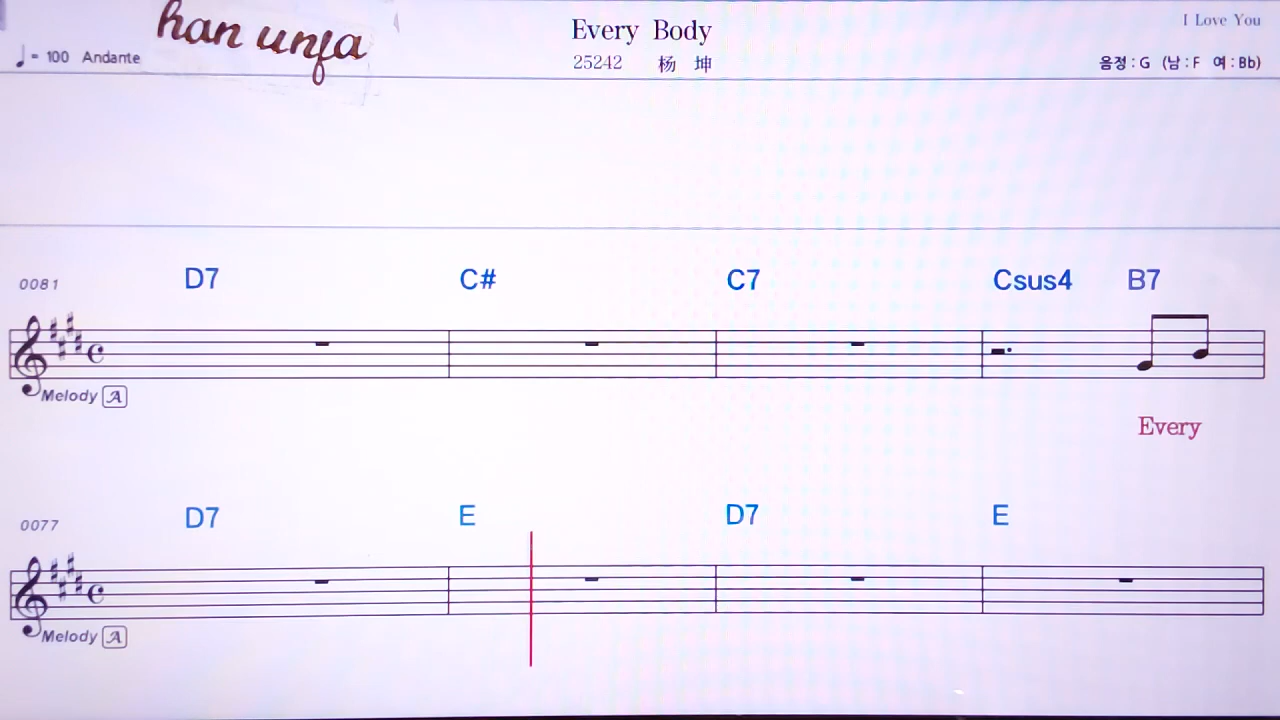 han unja
Every Body
I Love You
♩= 100 Andante
25242 杨 坤
음정 : G (남 : F 여 : Bb)
0081
D7 C# C7 Csus4 B7
Melody A
Every
0077
D7 E D7 E
Melody A